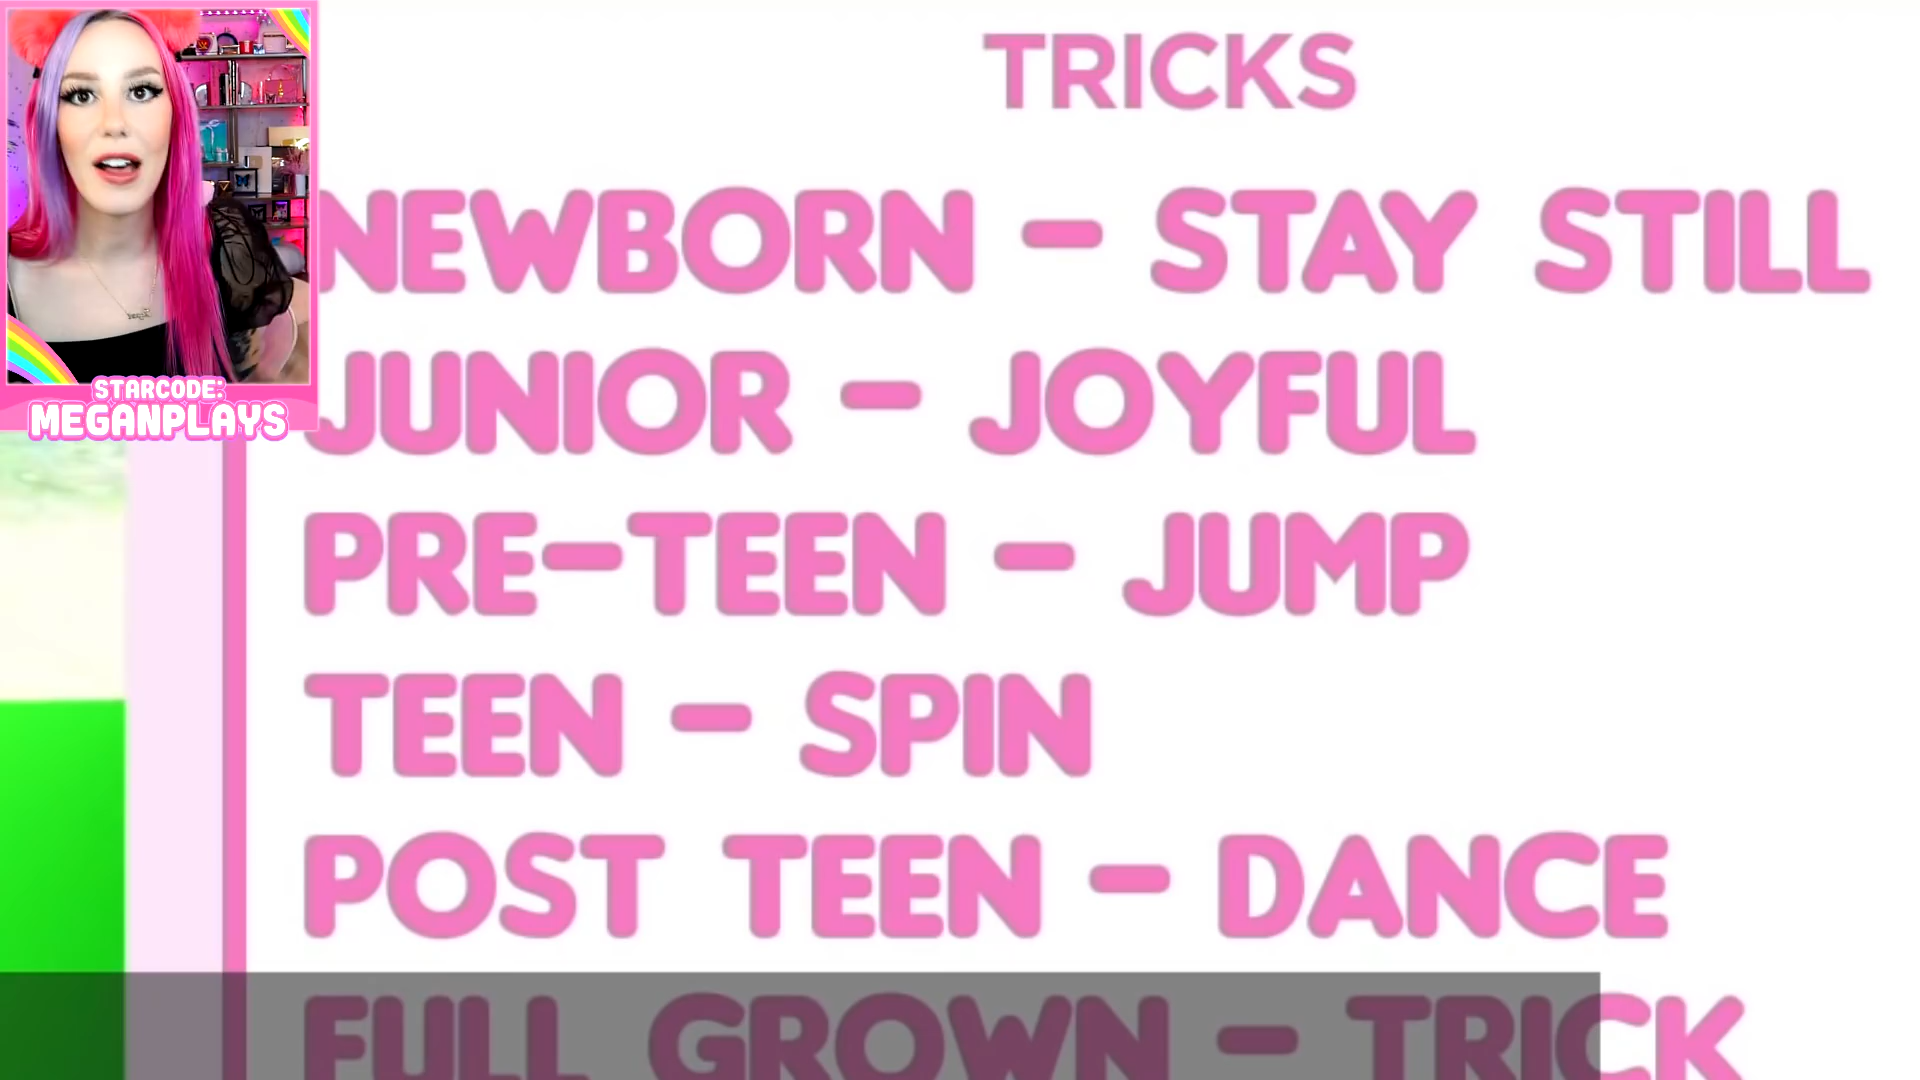 TRICKS
NEWBORN - STAY STILL
JUNIOR - JOYFUL
PRE-TEEN - JUMP
TEEN - SPIN
POST TEEN - DANCE
FULL GROWN - TRICK
STARCODE:
MEGANPLAYS